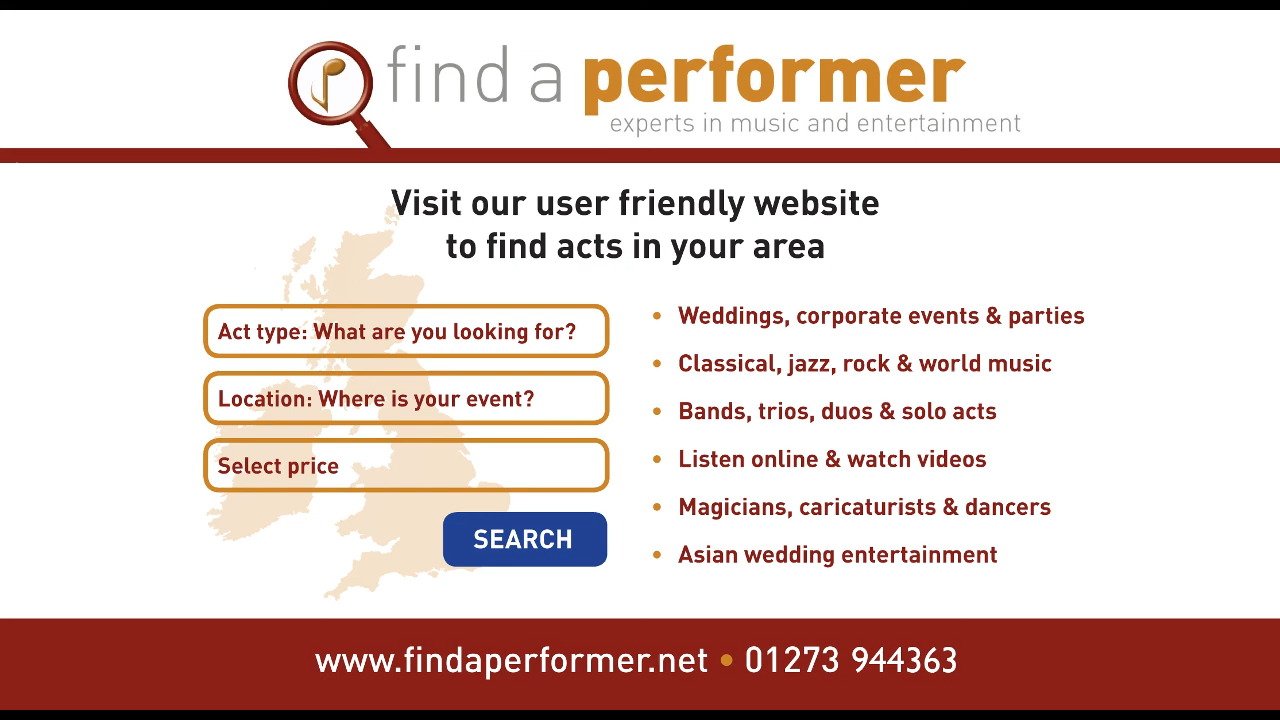 find a performer
experts in music and entertainment
Visit our user friendly website
to find acts in your area
Act type: What are you looking for?
Location: Where is your event?
Select price
SEARCH
• Weddings, corporate events & parties
• Classical, jazz, rock & world music
• Bands, trios, duos & solo acts
• Listen online & watch videos
• Magicians, caricaturists & dancers
• Asian wedding entertainment
www.findaperformer.net • 01273 944363